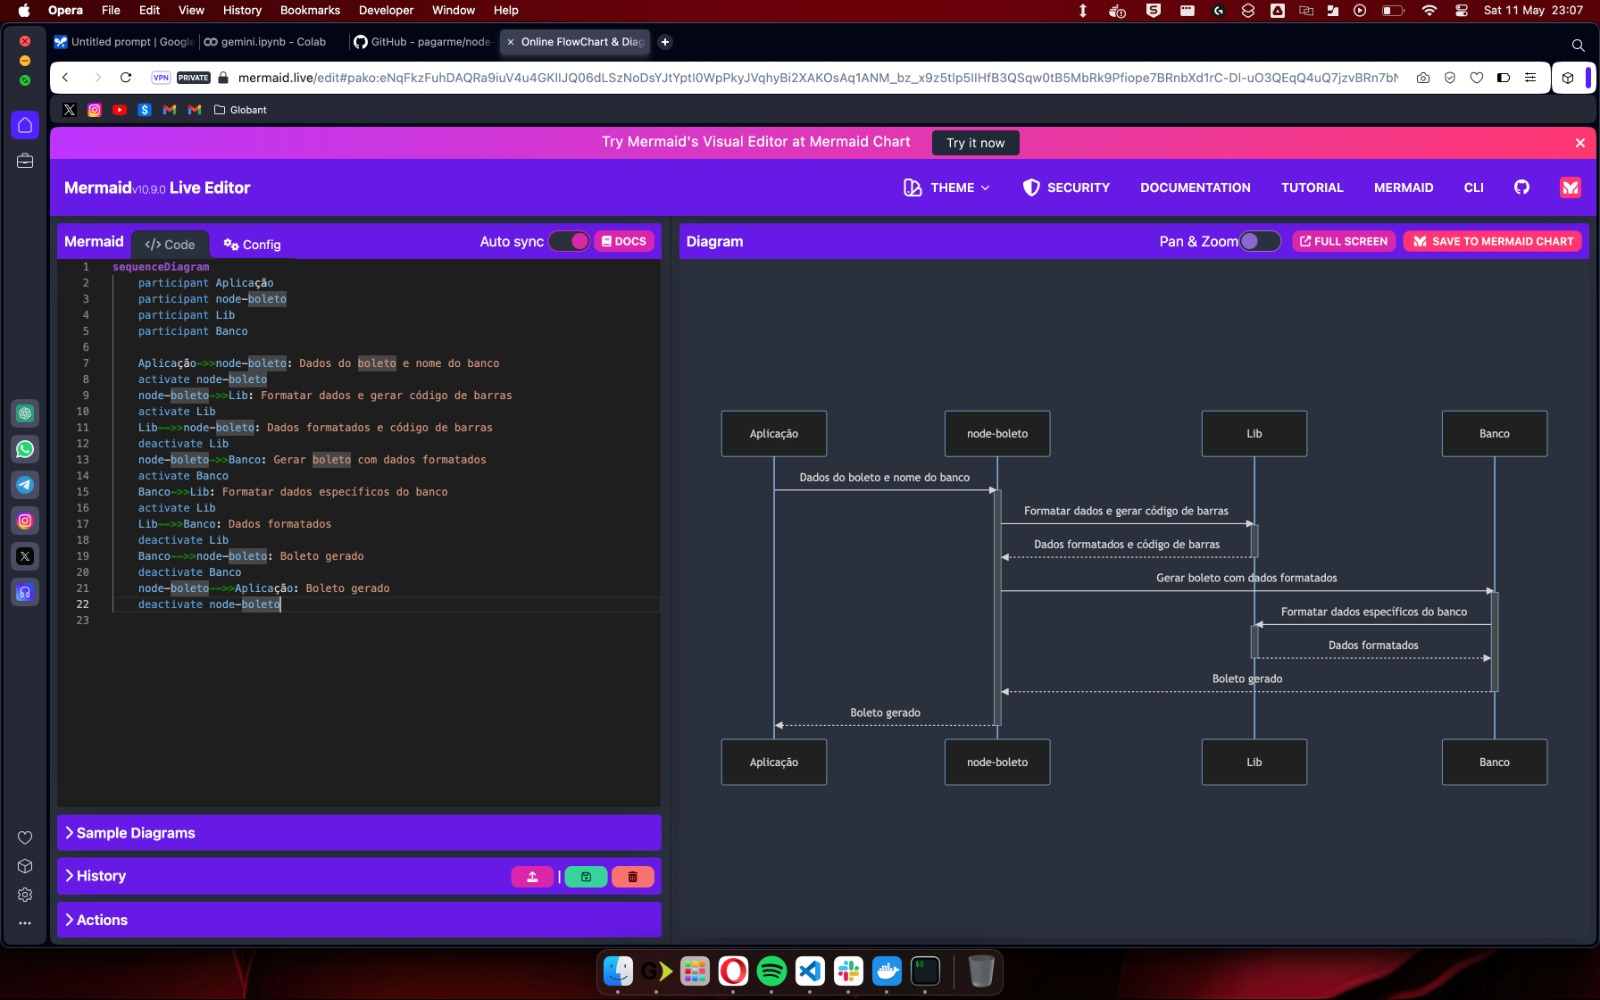 Opera File Edit View History Bookmarks Developer Window Help Sat 11 May 23:07
Untitled prompt | Google gemini.ipynb - Colab GitHub - pagarme/node- Online FlowChart & Diag
VPN PRIVATE
Globant
Try Mermaid's Visual Editor at Mermaid Chart Try it now
Mermaid v10.9.0 Live Editor THEME SECURITY DOCUMENTATION TUTORIAL MERMAID CLI
Mermaid </> Code Config Auto sync DOCS
1 sequenceDiagram
2 participant Aplicação
3 participant node-boleto
4 participant Lib
5 participant Banco
6
7 Aplicação->>node-boleto: Dados do boleto e nome do banco
8 activate node-boleto
9 node-boleto->>Lib: Formatar dados e gerar código de barras
10 activate Lib
11 Lib-->>node-boleto: Dados formatados e código de barras
12 deactivate Lib
13 node-boleto->>Banco: Gerar boleto com dados formatados
14 activate Banco
15 Banco->>Lib: Formatar dados específicos do banco
16 activate Lib
17 Lib-->>Banco: Dados formatados
18 deactivate Lib
19 Banco-->>node-boleto: Boleto gerado
20 deactivate Banco
21 node-boleto-->>Aplicação: Boleto gerado
22 deactivate node-boleto
23
Sample Diagrams
History
Actions
Diagram Pan & Zoom FULL SCREEN SAVE TO MERMAID CHART
Aplicação node-boleto Lib Banco
Dados do boleto e nome do banco
Formatar dados e gerar código de barras
Dados formatados e código de barras
Gerar boleto com dados formatados
Formatar dados específicos do banco
Dados formatados
Boleto gerado
Boleto gerado
Aplicação node-boleto Lib Banco